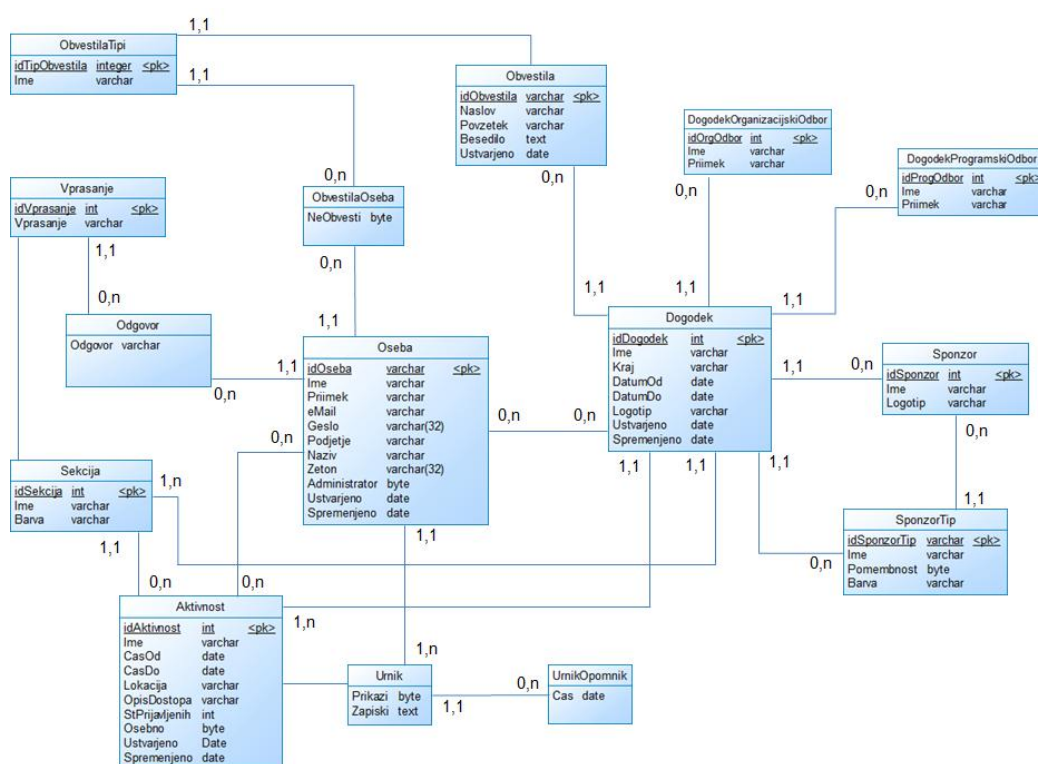 1,1
ObvestilaTipi
idTipObvestila integer <pk>
Ime varchar
1,1
Obvestila
idObvestila varchar <pk>
Naslov varchar
Povzetek varchar
Besedilo text
Ustvarjeno date
0,n
DogodekOrganizacijskiOdbor
idOrgOdbor int <pk>
Ime varchar
Priimek varchar
0,n
DogodekProgramskiOdbor
idProgOdbor int <pk>
Ime varchar
Priimek varchar
0,n
Vprasanje
idVprasanje int <pk>
Vprasanje varchar
1,1
0,n
0,n
ObvestilaOseba
NeObvesti byte
0,n
1,1
Odgovor
Odgovor varchar
1,1
0,n
Oseba
idOseba varchar <pk>
Ime varchar
Priimek varchar
eMail varchar
Geslo varchar(32)
Podjetje varchar
Naziv varchar
Zeton varchar(32)
Administrator byte
Ustvarjeno date
Spremenjeno date
0,n
0,n
0,n
1,1
1,1
1,1
Dogodek
idDogodek int <pk>
Ime varchar
Kraj varchar
DatumOd date
DatumDo date
Logotip varchar
Ustvarjeno date
Spremenjeno date
1,1
0,n
Sponzor
idSponzor int <pk>
Ime varchar
Logotip varchar
0,n
1,1
1,1
1,1
1,1
SponzorTip
idSponzorTip varchar <pk>
Ime varchar
Pomembnost byte
Barva varchar
0,n
Sekcija
idSekcija int <pk>
Ime varchar
Barva varchar
1,n
1,1
0,n
0,n
1,1
Aktivnost
idAktivnost int <pk>
Ime varchar
CasOd date
CasDo date
Lokacija varchar
OpisDostopa varchar
StPrijavljenih int
Osebno byte
Ustvarjeno Date
Spremenjeno date
1,n
1,n
Urnik
Prikazi byte
Zapiski text
1,1
0,n
UrnikOpomnik
Cas date